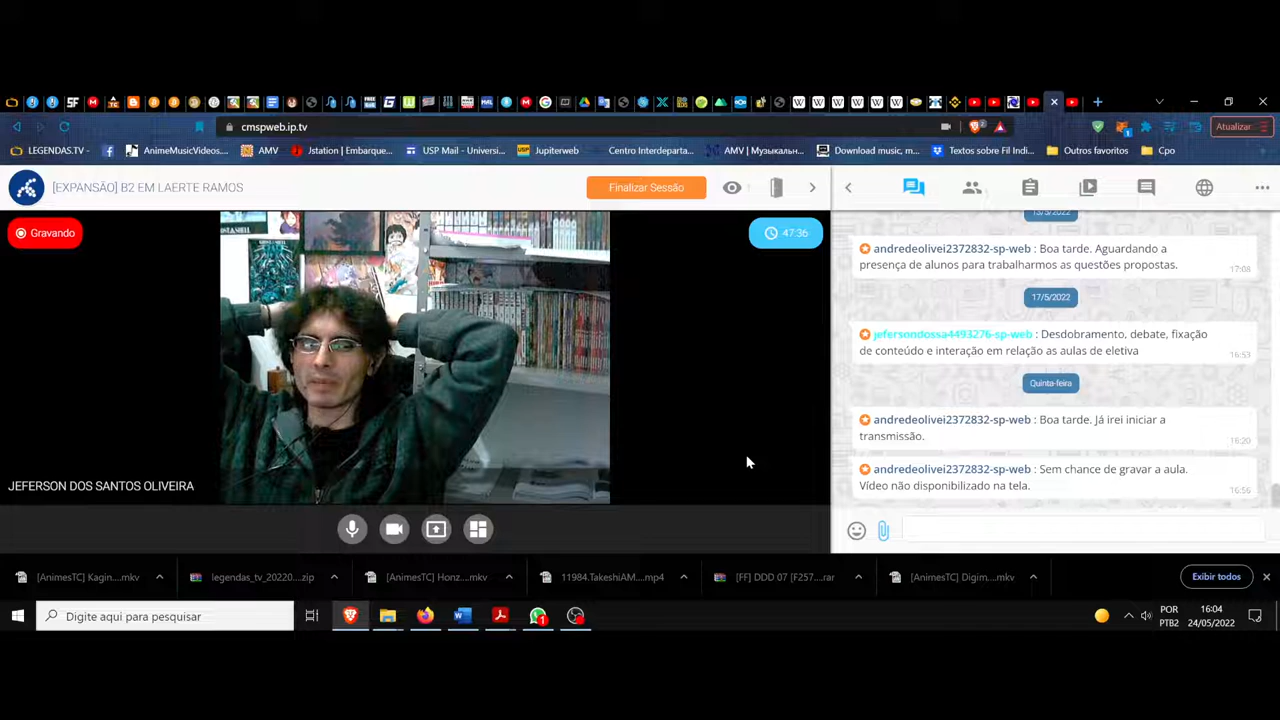 cmspweb.ip.tv
Atualizar
LEGENDAS.TV -
AnimeMusicVideos...
AMV
Jstation | Embarque...
USP Mail - Universi...
Jupiterweb
Centro Interdeparta...
AMV | Музыкальн...
Download music, m...
Textos sobre Fil Indi...
Outros favoritos
Cpo
[EXPANSÃO] B2 EM LAERTE RAMOS
Finalizar Sessão
Gravando
47:36
JEFERSON DOS SANTOS OLIVEIRA
13/5/2022
andredeolivei2372832-sp-web : Boa tarde. Aguardando a
presença de alunos para trabalharmos as questões propostas.
17:08
17/5/2022
jefersondossa4493276-sp-web : Desdobramento, debate, fixação
de conteúdo e interação em relação as aulas de eletiva
16:53
Quinta-feira
andredeolivei2372832-sp-web : Boa tarde. Já irei iniciar a
transmissão.
16:20
andredeolivei2372832-sp-web : Sem chance de gravar a aula.
Vídeo não disponibilizado na tela.
16:56
[AnimesTC] Kagin....mkv
legendas_tv_20220....zip
[AnimesTC] Honz....mkv
11984.TakeshiAM....mp4
[FF] DDD 07 [F257....rar
[AnimesTC] Digim....mkv
Exibir todos
Digite aqui para pesquisar
POR
PTB2
16:04
24/05/2022